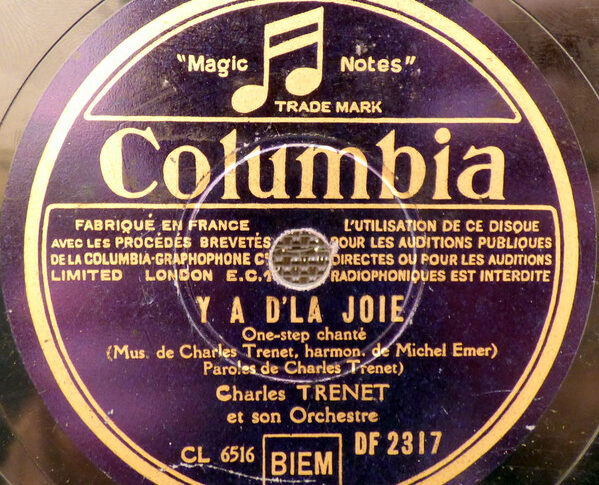 "Magic Notes"
TRADE MARK
Columbia
FABRIQUÉ EN FRANCE
AVEC LES PROCÉDÉS BREVETÉS
DE LA COLUMBIA-GRAPHOPHONE Cº
LIMITED LONDON E.C.1
L'UTILISATION DE CE DISQUE
POUR LES AUDITIONS PUBLIQUES
DIRECTES OU POUR LES AUDITIONS
RADIOPHONIQUES EST INTERDITE
Y A D'LA JOIE
One-step chanté
(Mus. de Charles Trenet, harmon. de Michel Emer)
Paroles de Charles Trenet)
Charles TRENET
et son Orchestre
CL 6516 BIEM DF 2317